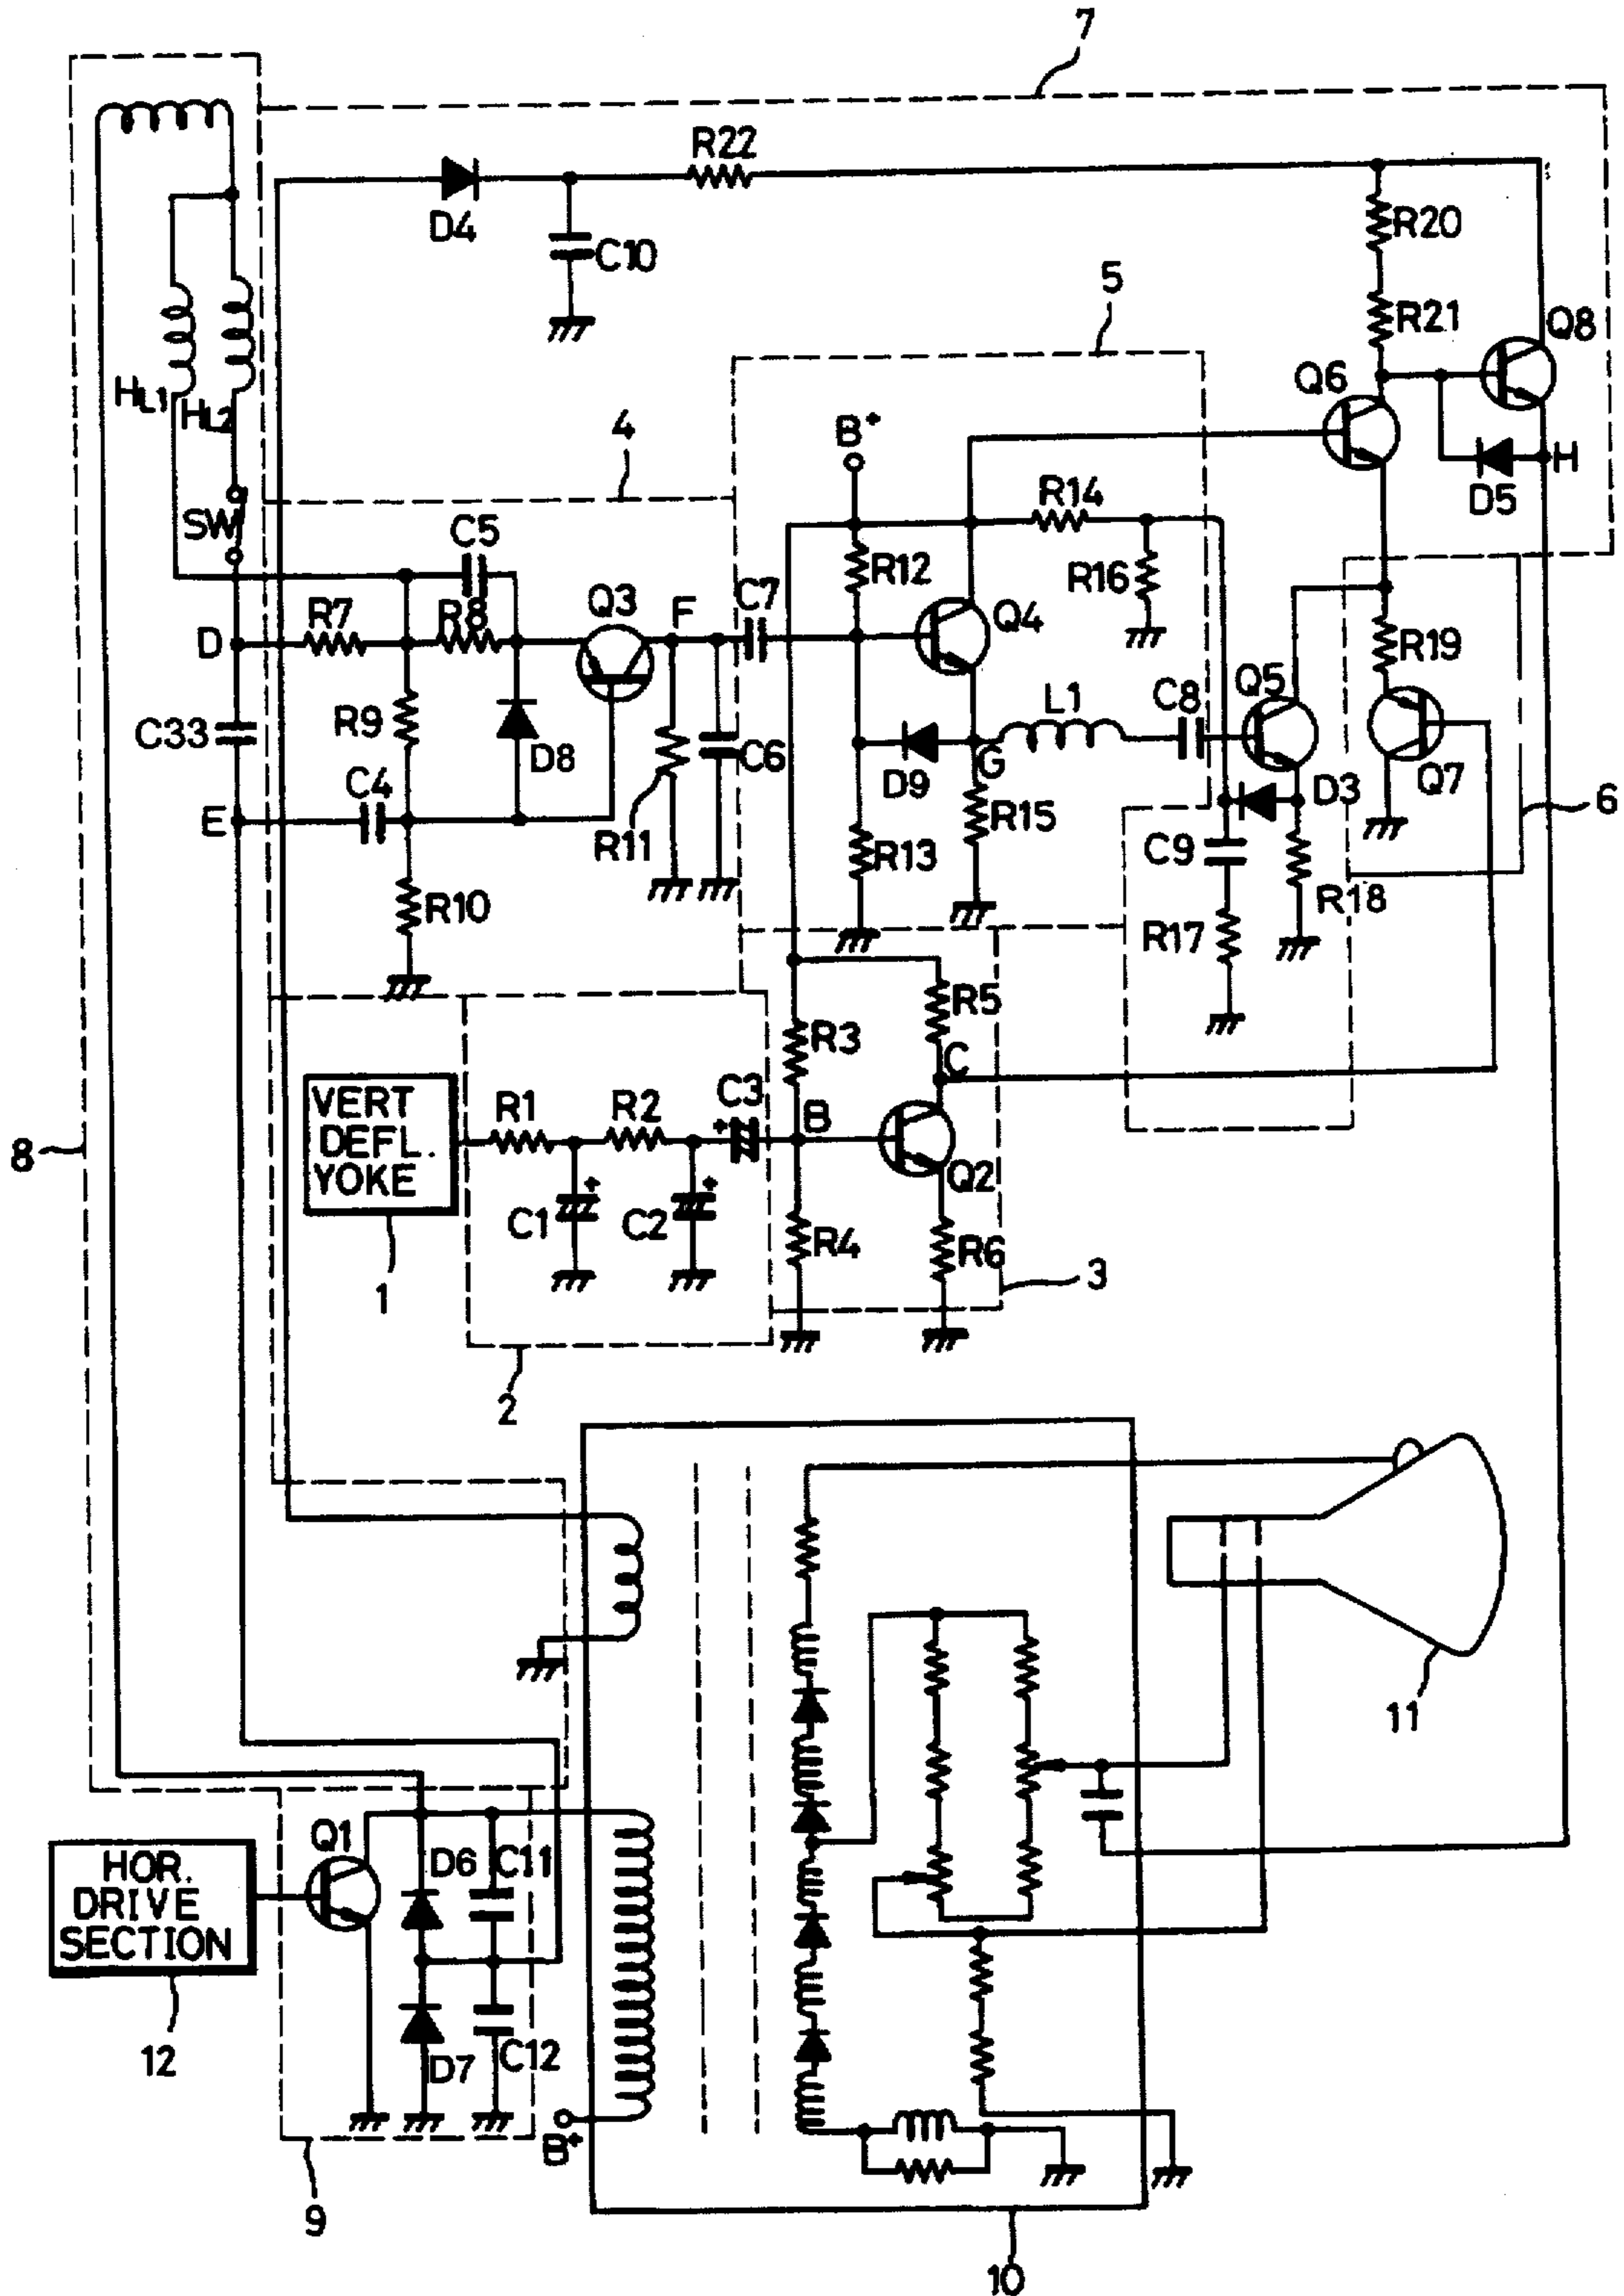 7
R22
D4
C10
R20
5
R21
Q8
HL1
HL2
4
B+
Q6
D5
H
SW
C5
R14
R12
R16
R7
R8
Q3
F
C7
Q4
R19
D
Q5
C33
R9
D8
C6
D9
G
L1
C8
D3
Q7
C4
E
R11
R15
6
R13
C9
R18
R10
R17
R5
R3
C
VERT
DEFL.
YOKE
R1
R2
C3
+
B
8
Q2
+
+
C1
C2
R4
R6
1
3
2
11
Q1
D6
C11
HOR.
DRIVE
SECTION
D7
C12
12
B+
9
10